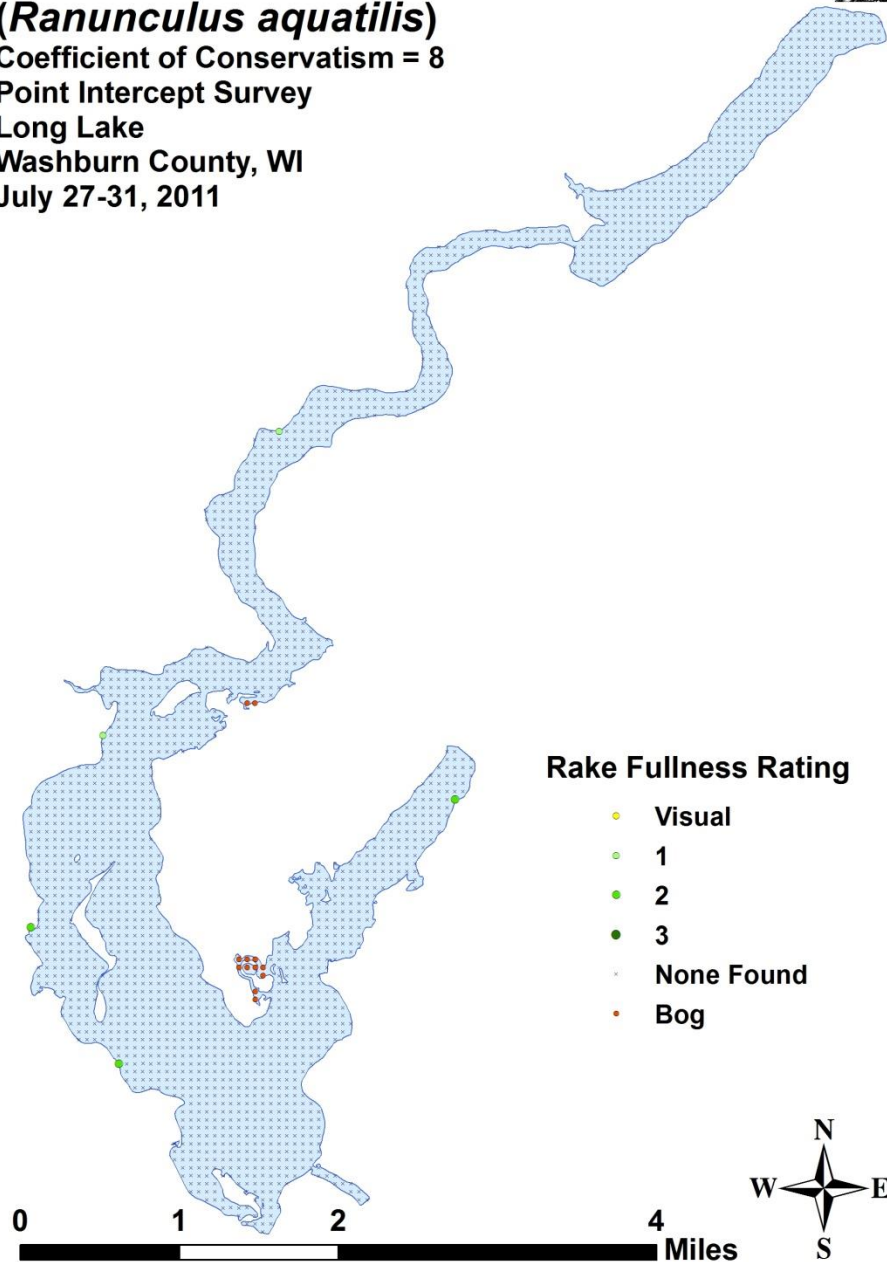 (Ranunculus aquatilis)
Coefficient of Conservatism = 8
Point Intercept Survey
Long Lake
Washburn County, WI
July 27-31, 2011
Rake Fullness Rating
Visual
1
2
3
None Found
Bog
N
W E
S
0 1 2 4
Miles